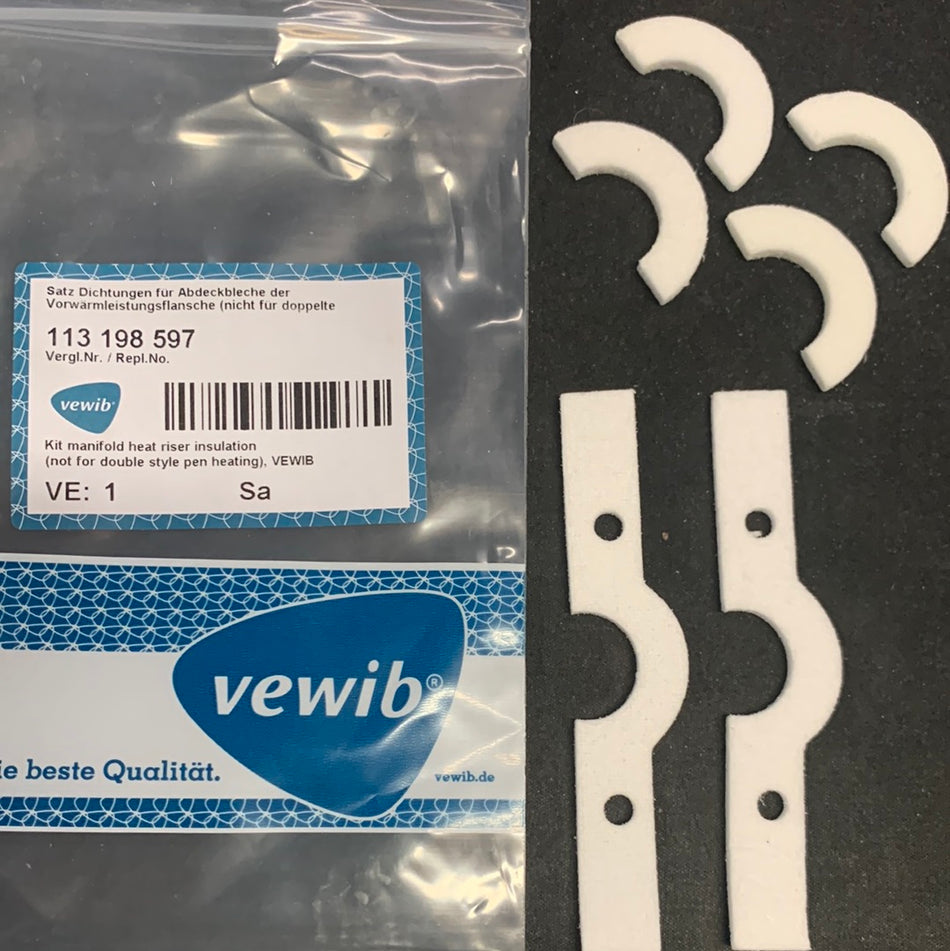 Satz Dichtungen für Abdeckbleche der
Vorwärmleistungsflansche (nicht für doppelte
113 198 597
Vergl.Nr. / Repl.No.
vewib
Kit manifold heat riser insulation
(not for double style pen heating), VEWIB
VE: 1 Sa
vewib®
ie beste Qualität.
vewib.de